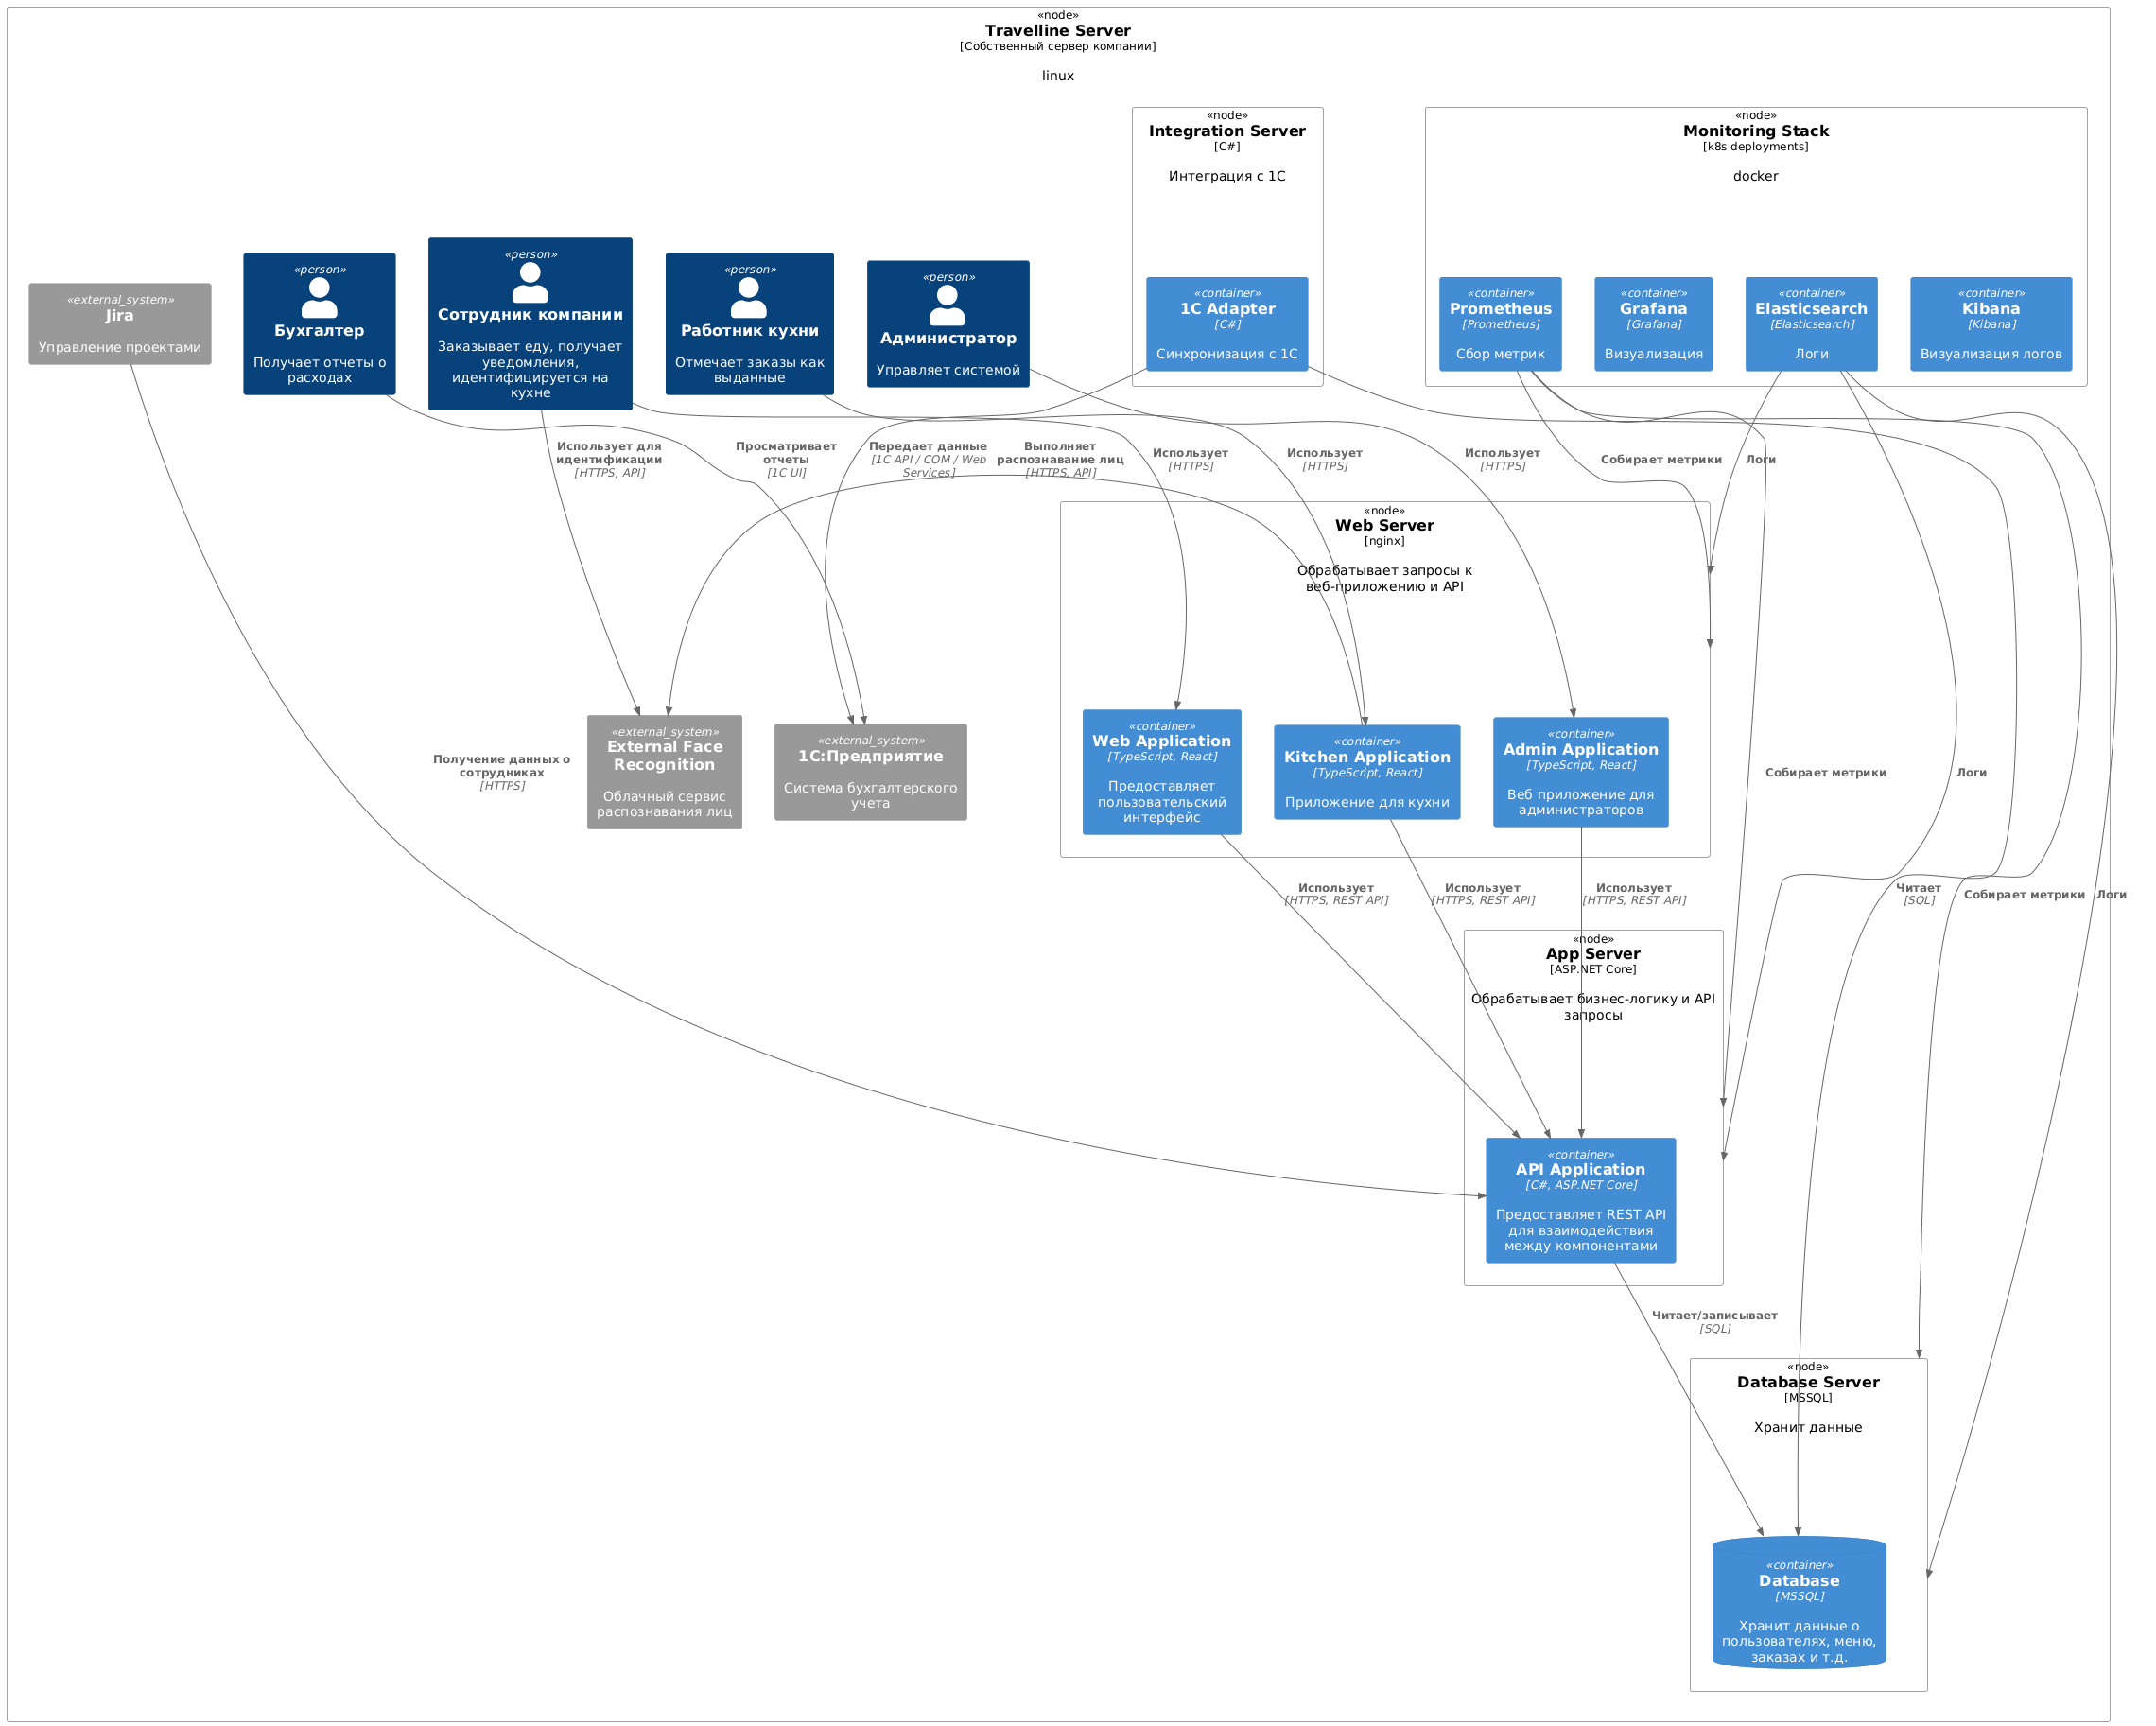 «node»
Travelline Server
[Собственный сервер компании]
linux
«node»
Integration Server
[C#]
Интеграция с 1С
«node»
Monitoring Stack
[k8s deployments]
docker
«external_system»
Jira
Управление проектами
«person»
Бухгалтер
Получает отчеты о
расходах
«person»
Сотрудник компании
Заказывает еду, получает
уведомления,
идентифицируется на
кухне
«person»
Работник кухни
Отмечает заказы как
выданные
«person»
Администратор
Управляет системой
«container»
1C Adapter
[C#]
Синхронизация с 1С
«container»
Prometheus
[Prometheus]
Сбор метрик
«container»
Grafana
[Grafana]
Визуализация
«container»
Elasticsearch
[Elasticsearch]
Логи
«container»
Kibana
[Kibana]
Визуализация логов
Использует для
идентификации
[HTTPS, API]
Просматривает
отчеты
[1C UI]
Передает данные
[1C API / COM / Web
Services]
Выполняет
распознавание лиц
[HTTPS, API]
Использует
[HTTPS]
Использует
[HTTPS]
Использует
[HTTPS]
Собирает метрики
Логи
«node»
Web Server
[nginx]
Обрабатывает запросы к
веб-приложению и API
Получение данных о
сотрудниках
[HTTPS]
«external_system»
External Face
Recognition
Облачный сервис
распознавания лиц
«external_system»
1С:Предприятие
Система бухгалтерского
учета
«container»
Web Application
[TypeScript, React]
Предоставляет
пользовательский
интерфейс
«container»
Kitchen Application
[TypeScript, React]
Приложение для кухни
«container»
Admin Application
[TypeScript, React]
Веб приложение для
администраторов
Собирает метрики
Логи
Использует
[HTTPS, REST API]
Использует
[HTTPS, REST API]
Использует
[HTTPS, REST API]
Читает
[SQL]
Собирает метрики
Логи
«node»
App Server
[ASP.NET Core]
Обрабатывает бизнес-логику и API
запросы
«container»
API Application
[C#, ASP.NET Core]
Предоставляет REST API
для взаимодействия
между компонентами
Читает/записывает
[SQL]
«node»
Database Server
[MSSQL]
Хранит данные
«container»
Database
[MSSQL]
Хранит данные о
пользователях, меню,
заказах и т.д.